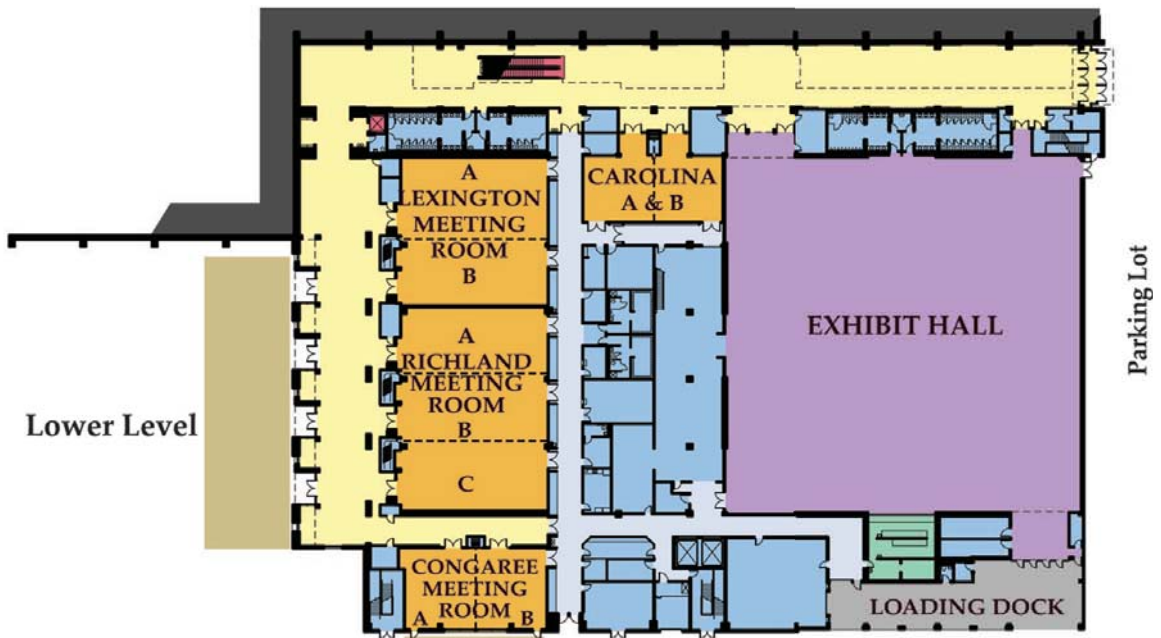 A
LEXINGTON
MEETING
ROOM
B
CAROLINA
A & B
A
RICHLAND
MEETING
ROOM
B
C
EXHIBIT HALL
Parking Lot
Lower Level
CONGAREE
MEETING
ROOM
A B
LOADING DOCK